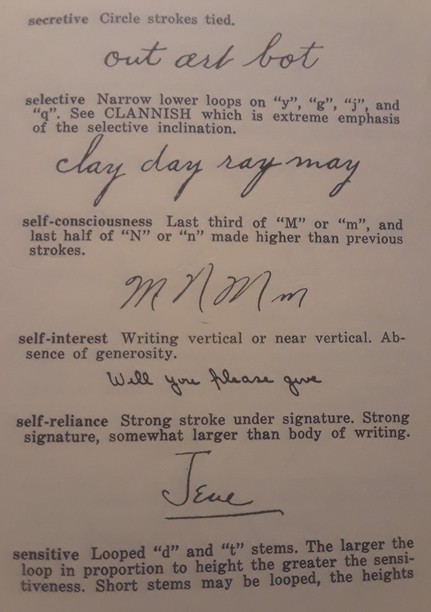 secretive Circle strokes tied.
out art bot
selective Narrow lower loops on “y”, “g”, “j”, and
“q”. See CLANNISH which is extreme emphasis
of the selective inclination.
clay day ray may
self-consciousness Last third of “M” or “m”, and
last half of “N” or “n” made higher than previous
strokes.
M N M m
self-interest Writing vertical or near vertical. Ab-
sence of generosity.
Will you please give
self-reliance Strong stroke under signature. Strong
signature, somewhat larger than body of writing.
Jene
sensitive Looped “d” and “t” stems. The larger the
loop in proportion to height the greater the sensi-
tiveness. Short stems may be looped, the heights